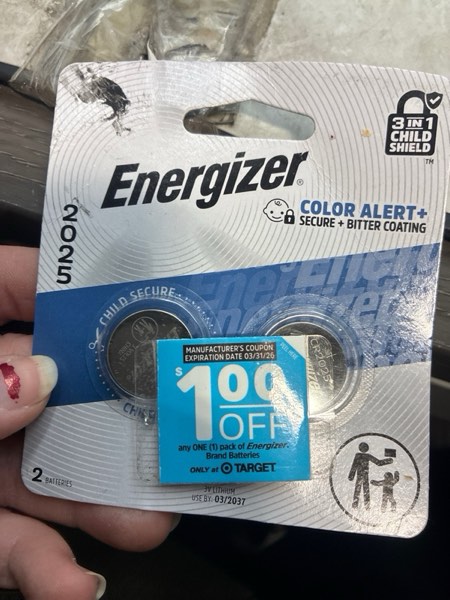 3 IN 1
CHILD
SHIELD
™
Energizer®
COLOR ALERT+
SECURE + BITTER COATING
2025
CHILD SECURE
MANUFACTURER'S COUPON
EXPIRATION DATE 03/31/26
$1.00
OFF
any ONE (1) pack of Energizer®
Brand Batteries
ONLY at TARGET
2 BATTERIES
3V LITHIUM
USE BY: 03/2037